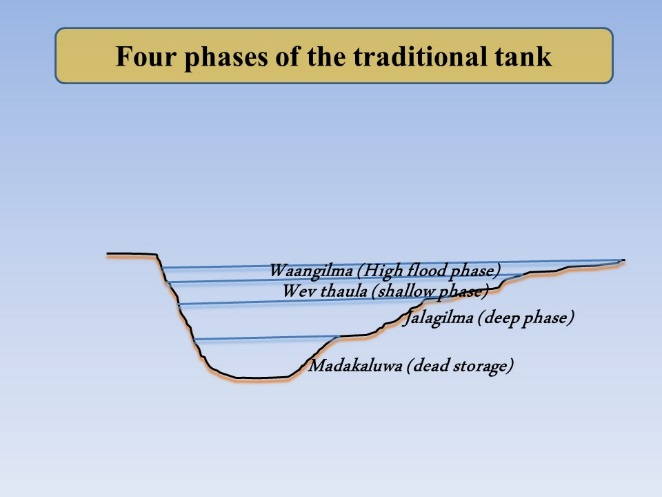 Four phases of the traditional tank
Waangilma (High flood phase)
Wev thaula (shallow phase)
Jalagilma (deep phase)
Madakaluwa (dead storage)